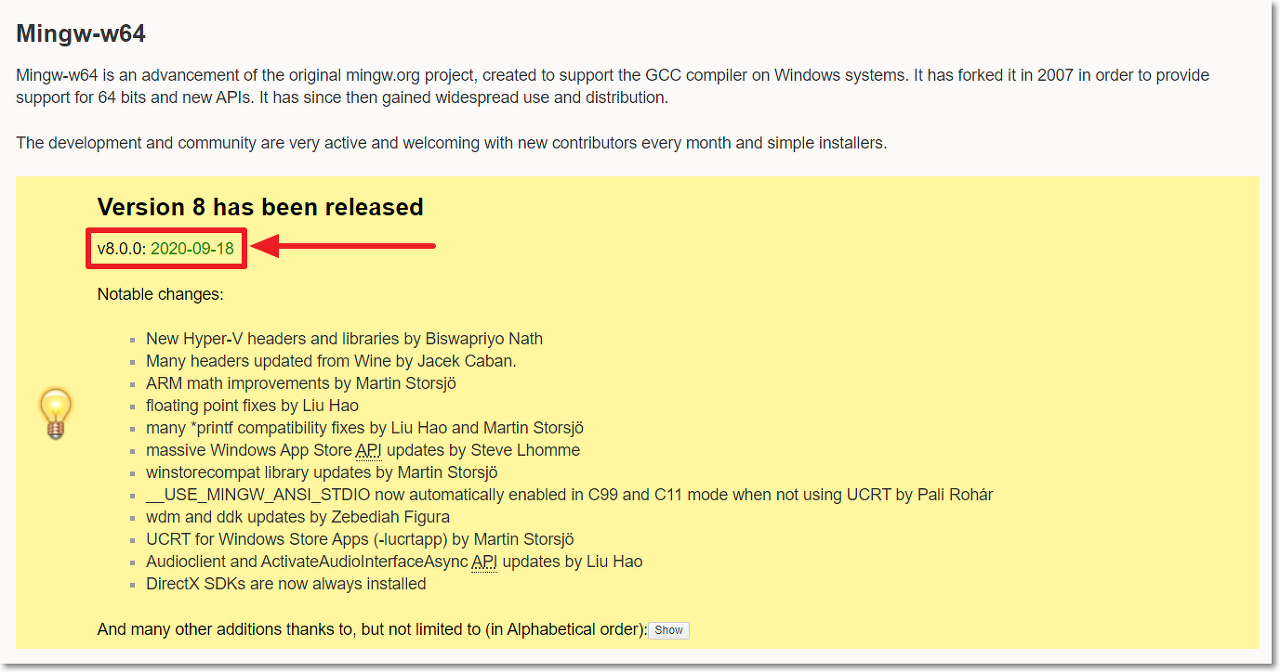 Mingw-w64
Mingw-w64 is an advancement of the original mingw.org project, created to support the GCC compiler on Windows systems. It has forked it in 2007 in order to provide
support for 64 bits and new APIs. It has since then gained widespread use and distribution.
The development and community are very active and welcoming with new contributors every month and simple installers.
Version 8 has been released
v8.0.0: 2020-09-18
Notable changes:
New Hyper-V headers and libraries by Biswapriyo Nath
Many headers updated from Wine by Jacek Caban.
ARM math improvements by Martin Storsjö
floating point fixes by Liu Hao
many *printf compatibility fixes by Liu Hao and Martin Storsjö
massive Windows App Store API updates by Steve Lhomme
winstorecompat library updates by Martin Storsjö
__USE_MINGW_ANSI_STDIO now automatically enabled in C99 and C11 mode when not using UCRT by Pali Rohár
wdm and ddk updates by Zebediah Figura
UCRT for Windows Store Apps (-lucrtapp) by Martin Storsjö
Audioclient and ActivateAudioInterfaceAsync API updates by Liu Hao
DirectX SDKs are now always installed
And many other additions thanks to, but not limited to (in Alphabetical order): Show